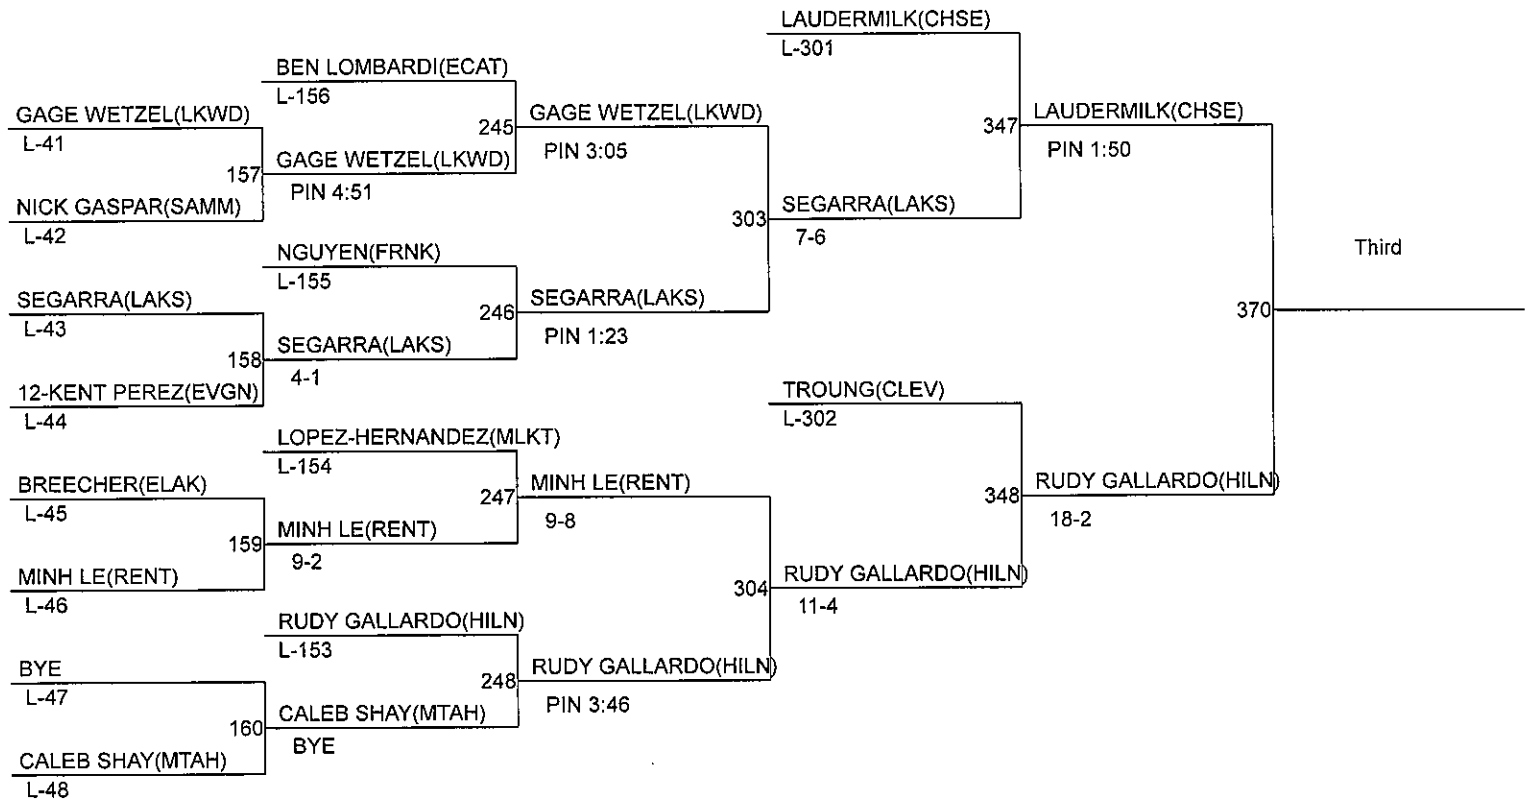 LAUDERMILK(CHSE)
L-301
BEN LOMBARDI(ECAT)
L-156
GAGE WETZEL(LKWD)
L-41
245
GAGE WETZEL(LKWD)
PIN 3:05
347
LAUDERMILK(CHSE)
PIN 1:50
157
GAGE WETZEL(LKWD)
PIN 4:51
NICK GASPAR(SAMM)
L-42
303
SEGARRA(LAKS)
7-6
NGUYEN(FRNK)
L-155
Third
SEGARRA(LAKS)
L-43
246
SEGARRA(LAKS)
PIN 1:23
370
158
SEGARRA(LAKS)
4-1
12-KENT PEREZ(EVGN)
L-44
TROUNG(CLEV)
L-302
LOPEZ-HERNANDEZ(MLKT)
L-154
BREECHER(ELAK)
L-45
247
MINH LE(RENT)
9-8
348
RUDY GALLARDO(HILN)
18-2
159
MINH LE(RENT)
9-2
MINH LE(RENT)
L-46
304
RUDY GALLARDO(HILN)
11-4
RUDY GALLARDO(HILN)
L-153
BYE
L-47
248
RUDY GALLARDO(HILN)
PIN 3:46
160
CALEB SHAY(MTAH)
BYE
CALEB SHAY(MTAH)
L-48